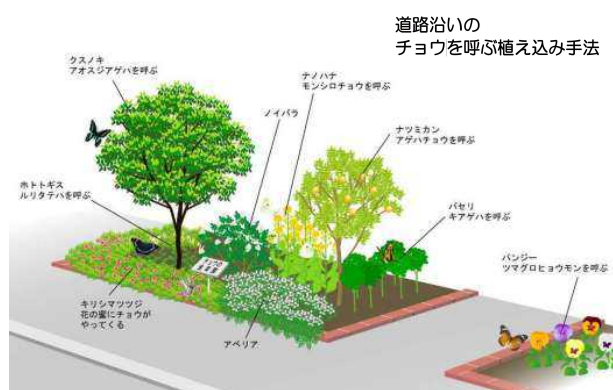 道路沿いの
チョウを呼ぶ植え込み手法
クスノキ
アオスジアゲハを呼ぶ
ナノハナ
モンシロチョウを呼ぶ
ノイバラ
ナツミカン
アゲハチョウを呼ぶ
ホトトギス
ルリタテハを呼ぶ
パセリ
キアゲハを呼ぶ
パンジー
ツマグロヒョウモンを呼ぶ
キリシマツツジ
花の蜜にチョウが
やってくる
アベリア